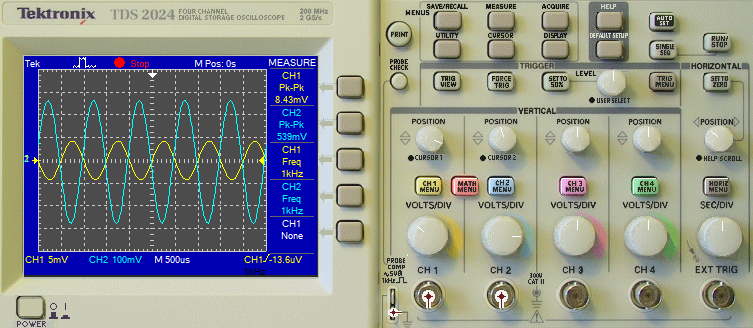 Tektronix TDS 2024 FOUR CHANNEL DIGITAL STORAGE OSCILLOSCOPE 200 MHz 2 GS/s
Tek Stop M Pos: 0s MEASURE
CH1
Pk-Pk
8.43mV
CH2
Pk-Pk
539mV
CH1
Freq
1kHz
CH2
Freq
1kHz
CH1
None
1
CH1 5mV CH2 100mV M 500us CH1 -13.6uV
POWER
PRINT
MENUS
SAVE/RECALL MEASURE ACQUIRE
UTILITY CURSOR DISPLAY
HELP
DEFAULT SETUP
AUTO SET
SINGLE SEQ
RUN/ STOP
PROBE CHECK
TRIGGER
TRIG VIEW
FORCE TRIG
SET TO 50%
LEVEL
USER SELECT
TRIG MENU
HORIZONTAL
SET TO ZERO
VERTICAL
POSITION POSITION POSITION POSITION POSITION
CURSOR 1 CURSOR 2 HELP SCROLL
CH 1 MENU
MATH MENU
CH 2 MENU
CH 3 MENU
CH 4 MENU
HORIZ MENU
VOLTS/DIV VOLTS/DIV VOLTS/DIV VOLTS/DIV SEC/DIV
PROBE COMP
~5V
1kHz
CH 1 CH 2 CH 3 CH 4 EXT TRIG
300V
CAT II